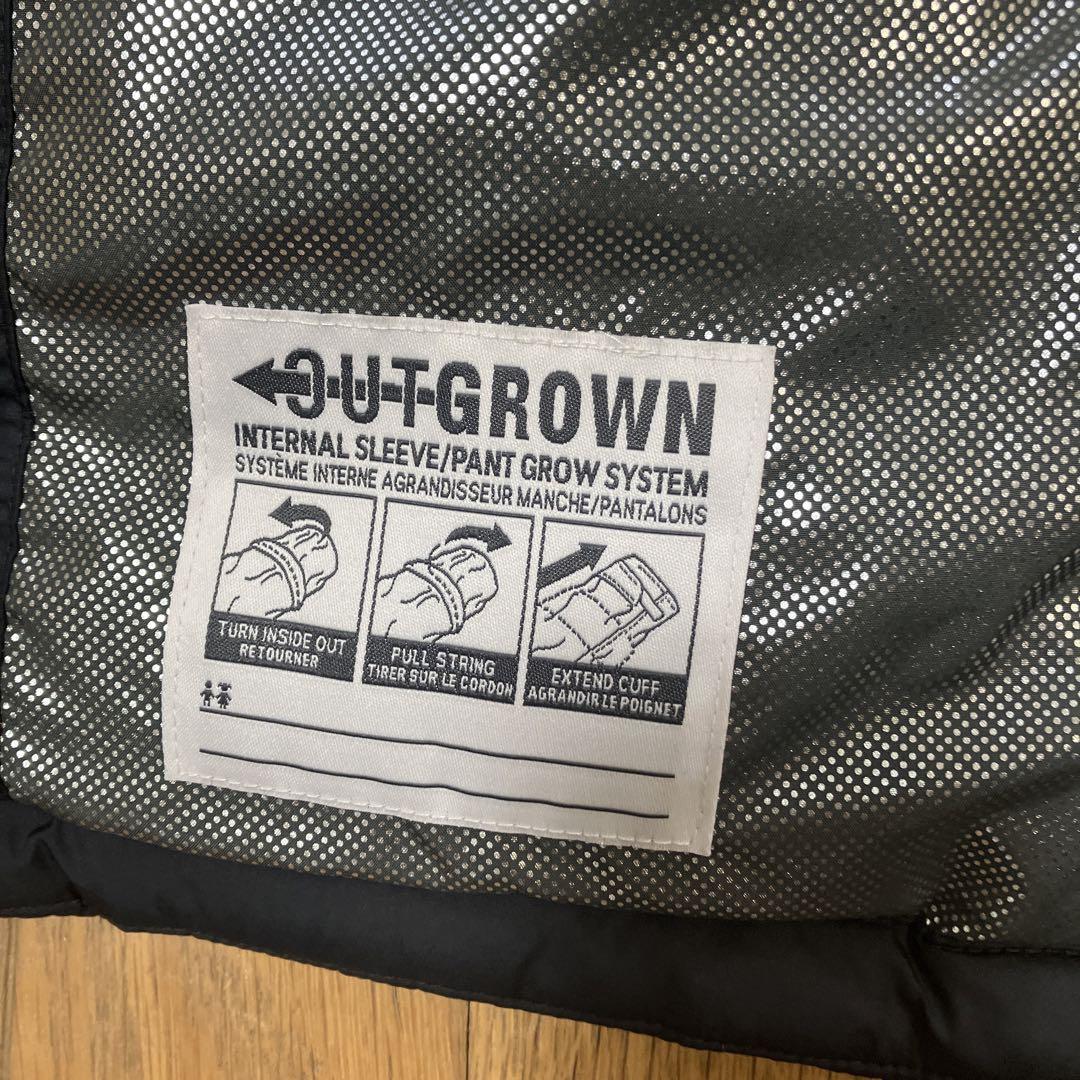 OUTGROWN
INTERNAL SLEEVE/PANT GROW SYSTEM
SYSTÈME INTERNE AGRANDISSEUR MANCHE/PANTALONS
TURN INSIDE OUT
RETOURNER
PULL STRING
TIRER SUR LE CORDON
EXTEND CUFF
AGRANDIR LE POIGNET